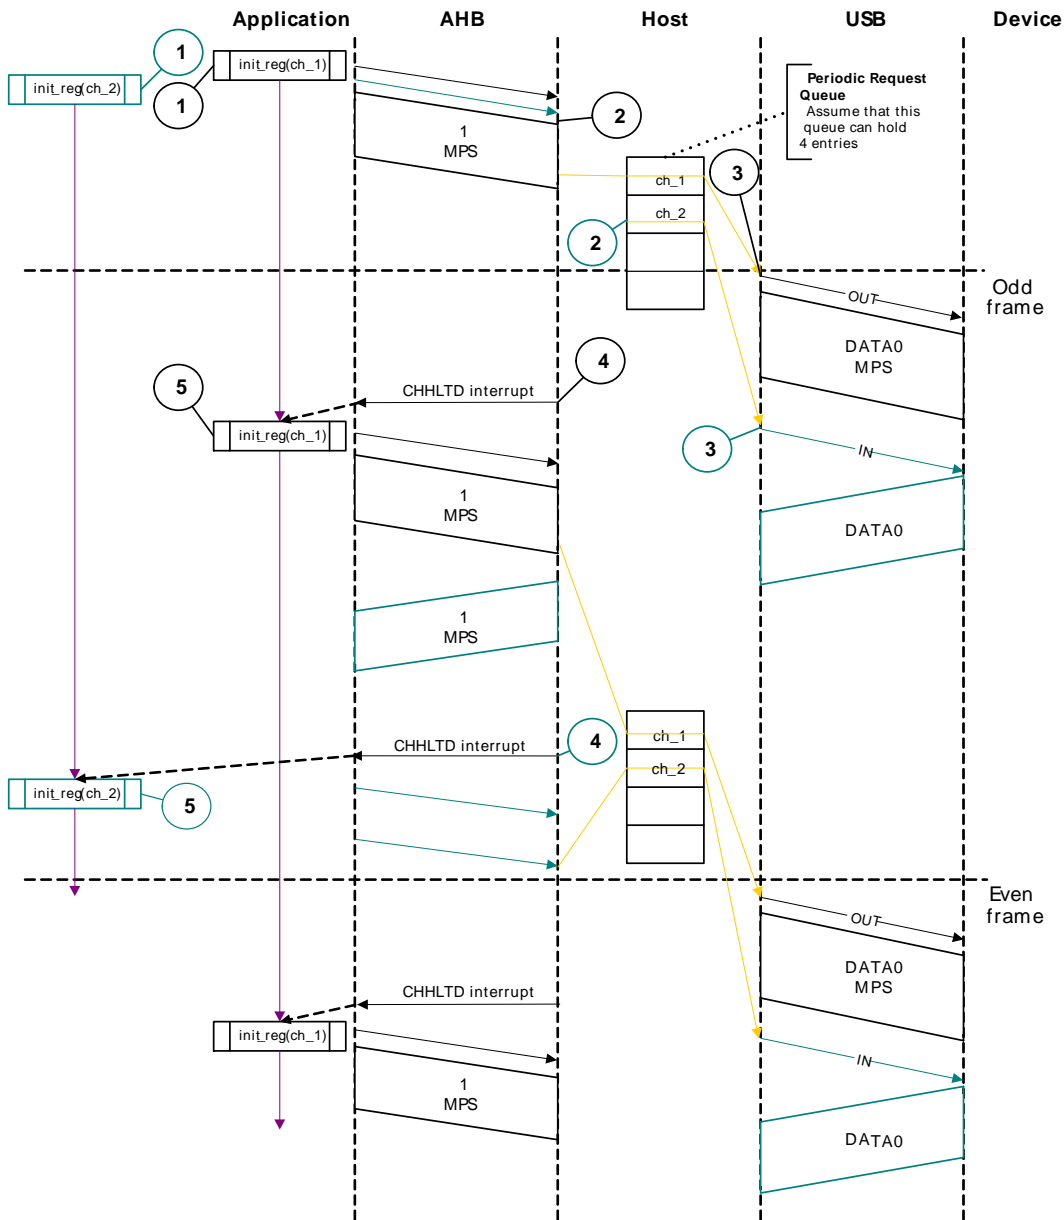 Application AHB Host USB Device
1
init_reg(ch_1)
init_reg(ch_2)
1
Periodic Request
Queue
Assume that this
queue can hold
4 entries
2
1
MPS
3
ch_1
ch_2
2
Odd
frame
OUT
DATA0
MPS
4
5
CHHLTD interrupt
init_reg(ch_1)
3
IN
1
MPS
DATA0
1
MPS
ch_1
4
CHHLTD interrupt
ch_2
init_reg(ch_2)
5
Even
frame
OUT
DATA0
MPS
CHHLTD interrupt
init_reg(ch_1)
IN
1
MPS
DATA0